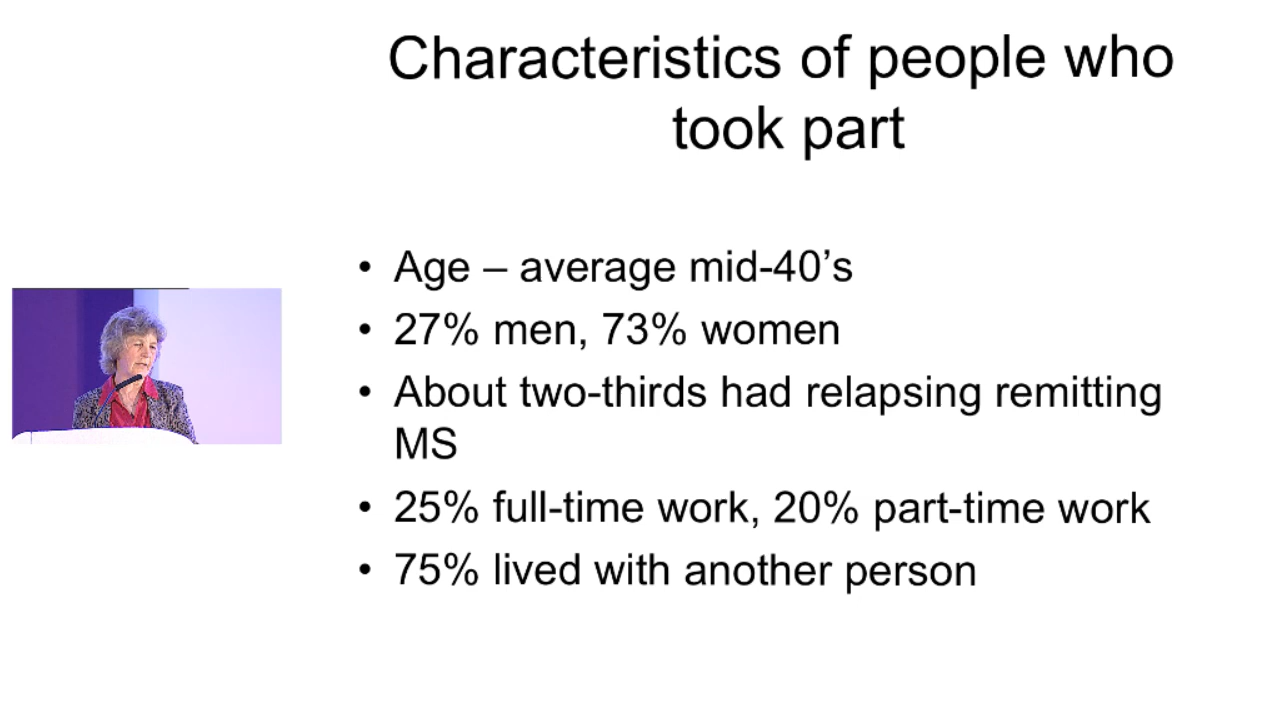 Characteristics of people who
took part
• Age – average mid-40’s
• 27% men, 73% women
• About two-thirds had relapsing remitting
MS
• 25% full-time work, 20% part-time work
• 75% lived with another person